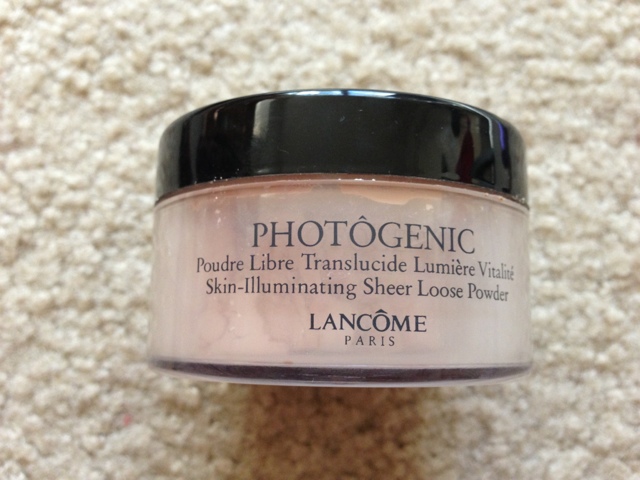 PHOTÔGENIC
Poudre Libre Translucide Lumière Vitalité
Skin-Illuminating Sheer Loose Powder
LANCÔME
PARIS